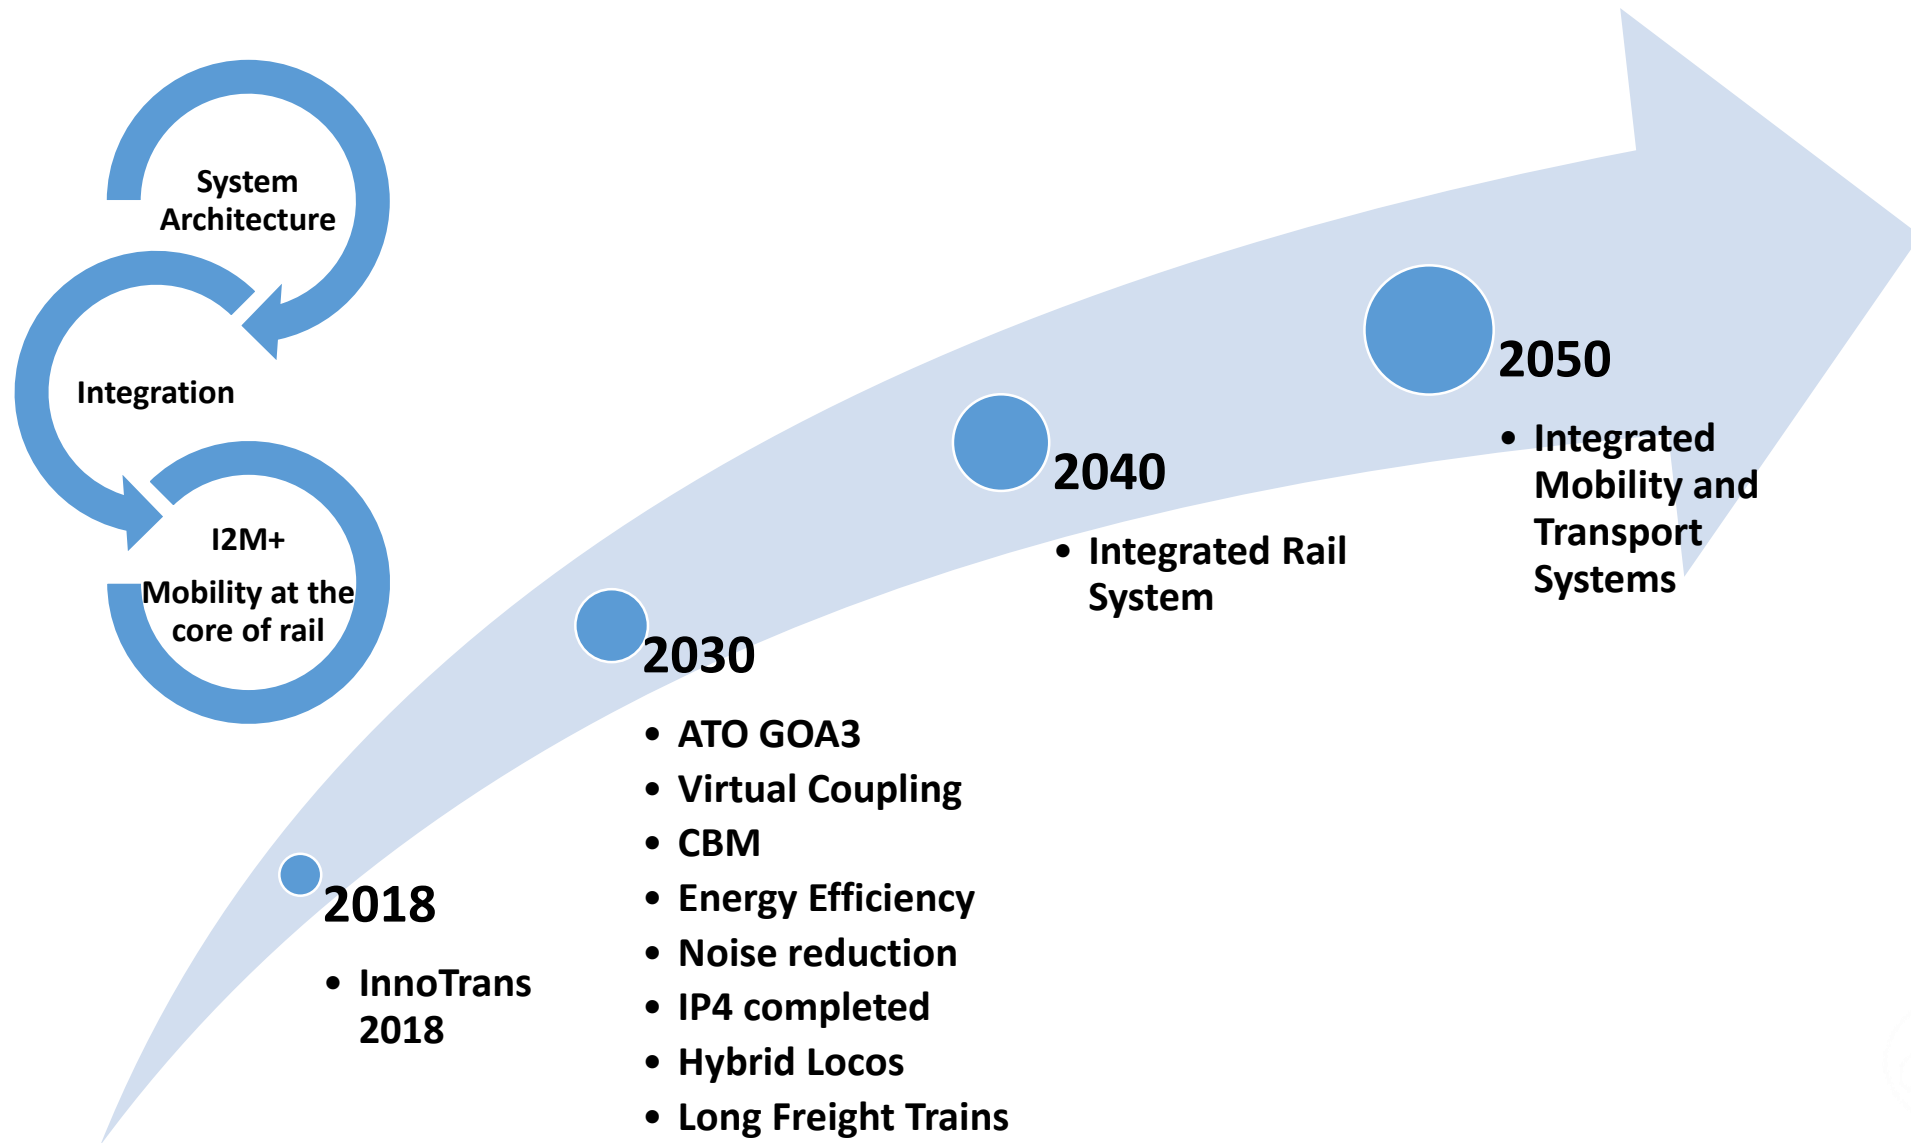 System
Architecture
Integration
I2M+
Mobility at the
core of rail
2018
• InnoTrans
2018
2030
• ATO GOA3
• Virtual Coupling
• CBM
• Energy Efficiency
• Noise reduction
• IP4 completed
• Hybrid Locos
• Long Freight Trains
2040
• Integrated Rail
System
2050
• Integrated
Mobility and
Transport
Systems